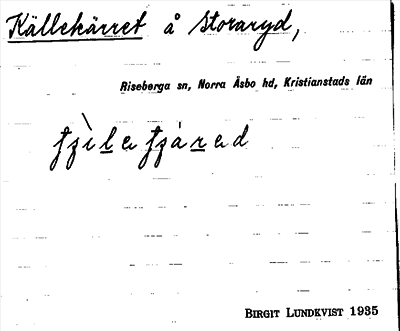 Källekärret å Storaryd,
Riseberga sn, Norra Åsbo hd, Kristianstads län
BIRGIT LUNDKVIST 1935